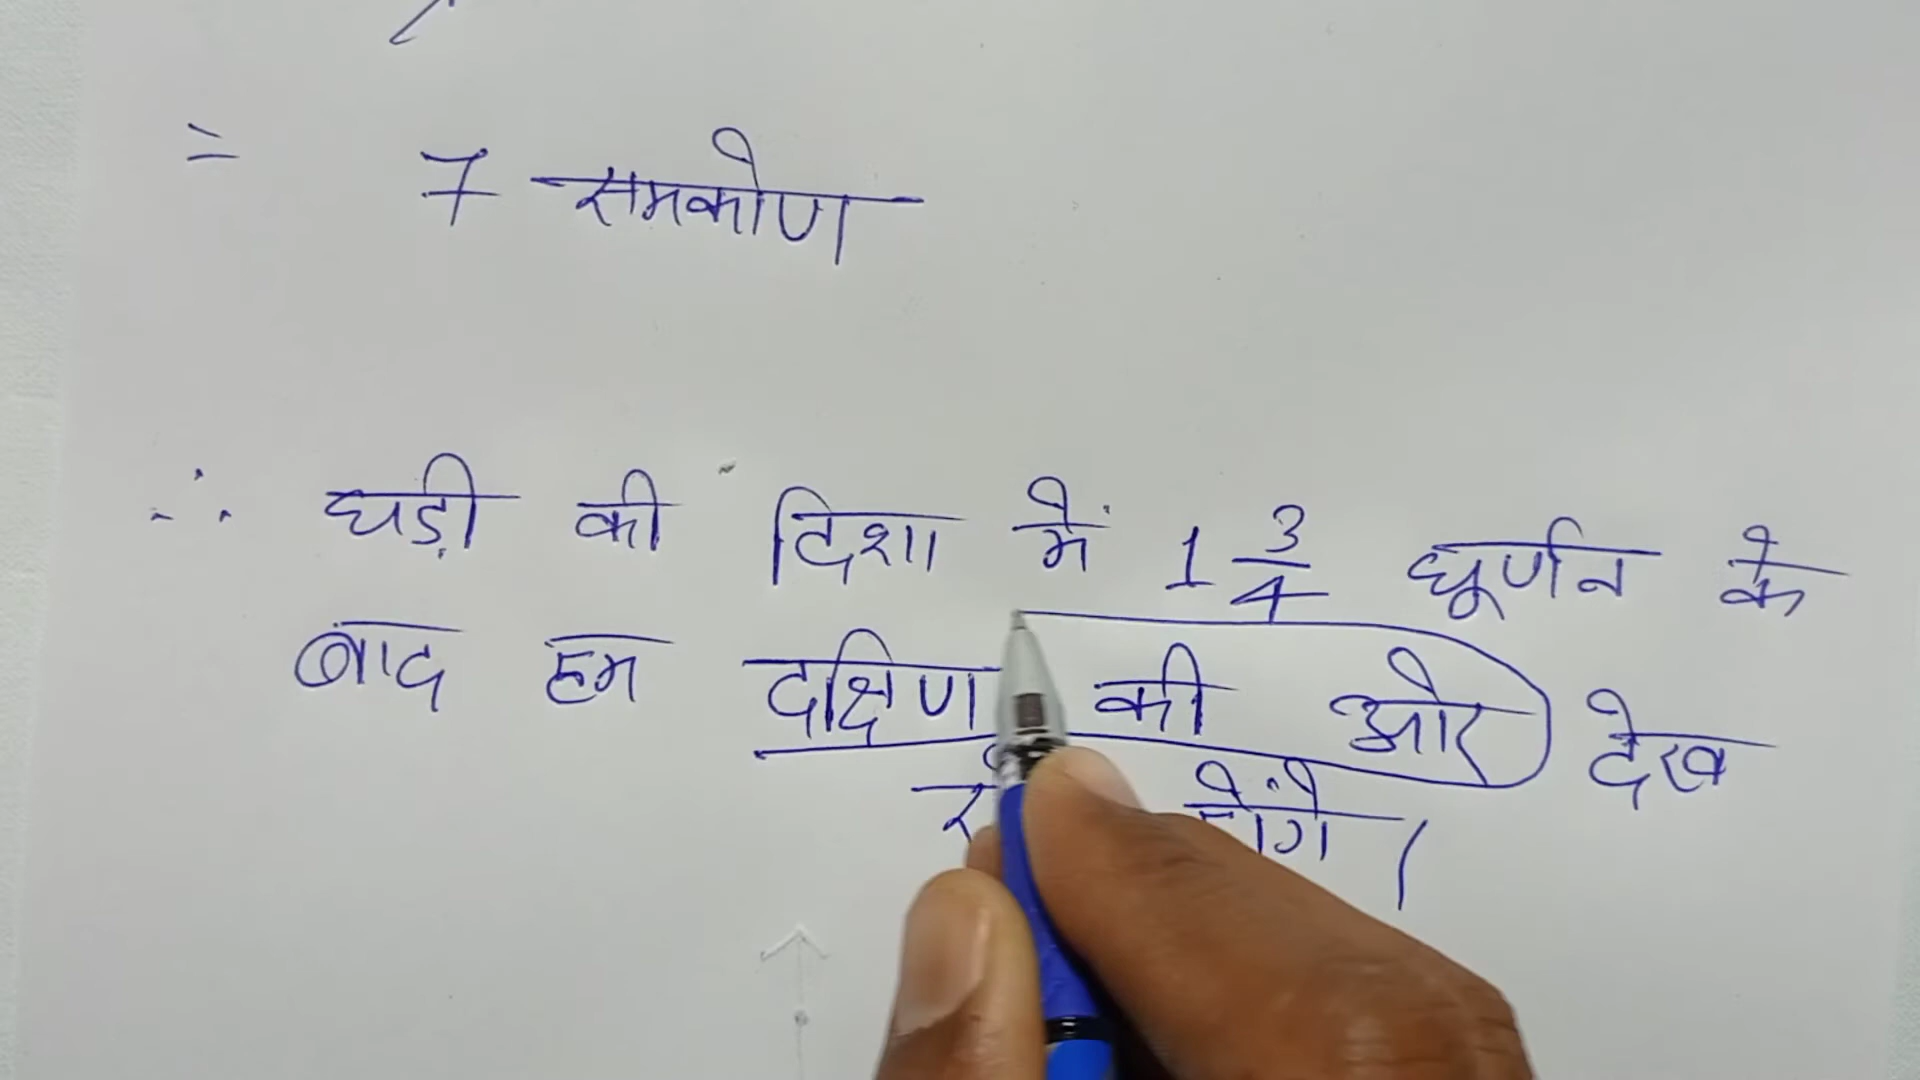 = 7 समकोण
∴ घड़ी की दिशा में 1 3/4 घूर्णन के
बाद हम दक्षिण की ओर देख